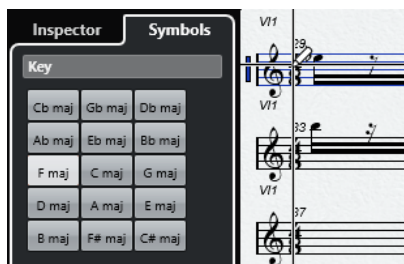 Inspector Symbols
Key
Cb maj Gb maj Db maj
Ab maj Eb maj Bb maj
F maj C maj G maj
D maj A maj E maj
B maj F# maj C# maj
Vl1
29
Vl1
33
Vl1
37